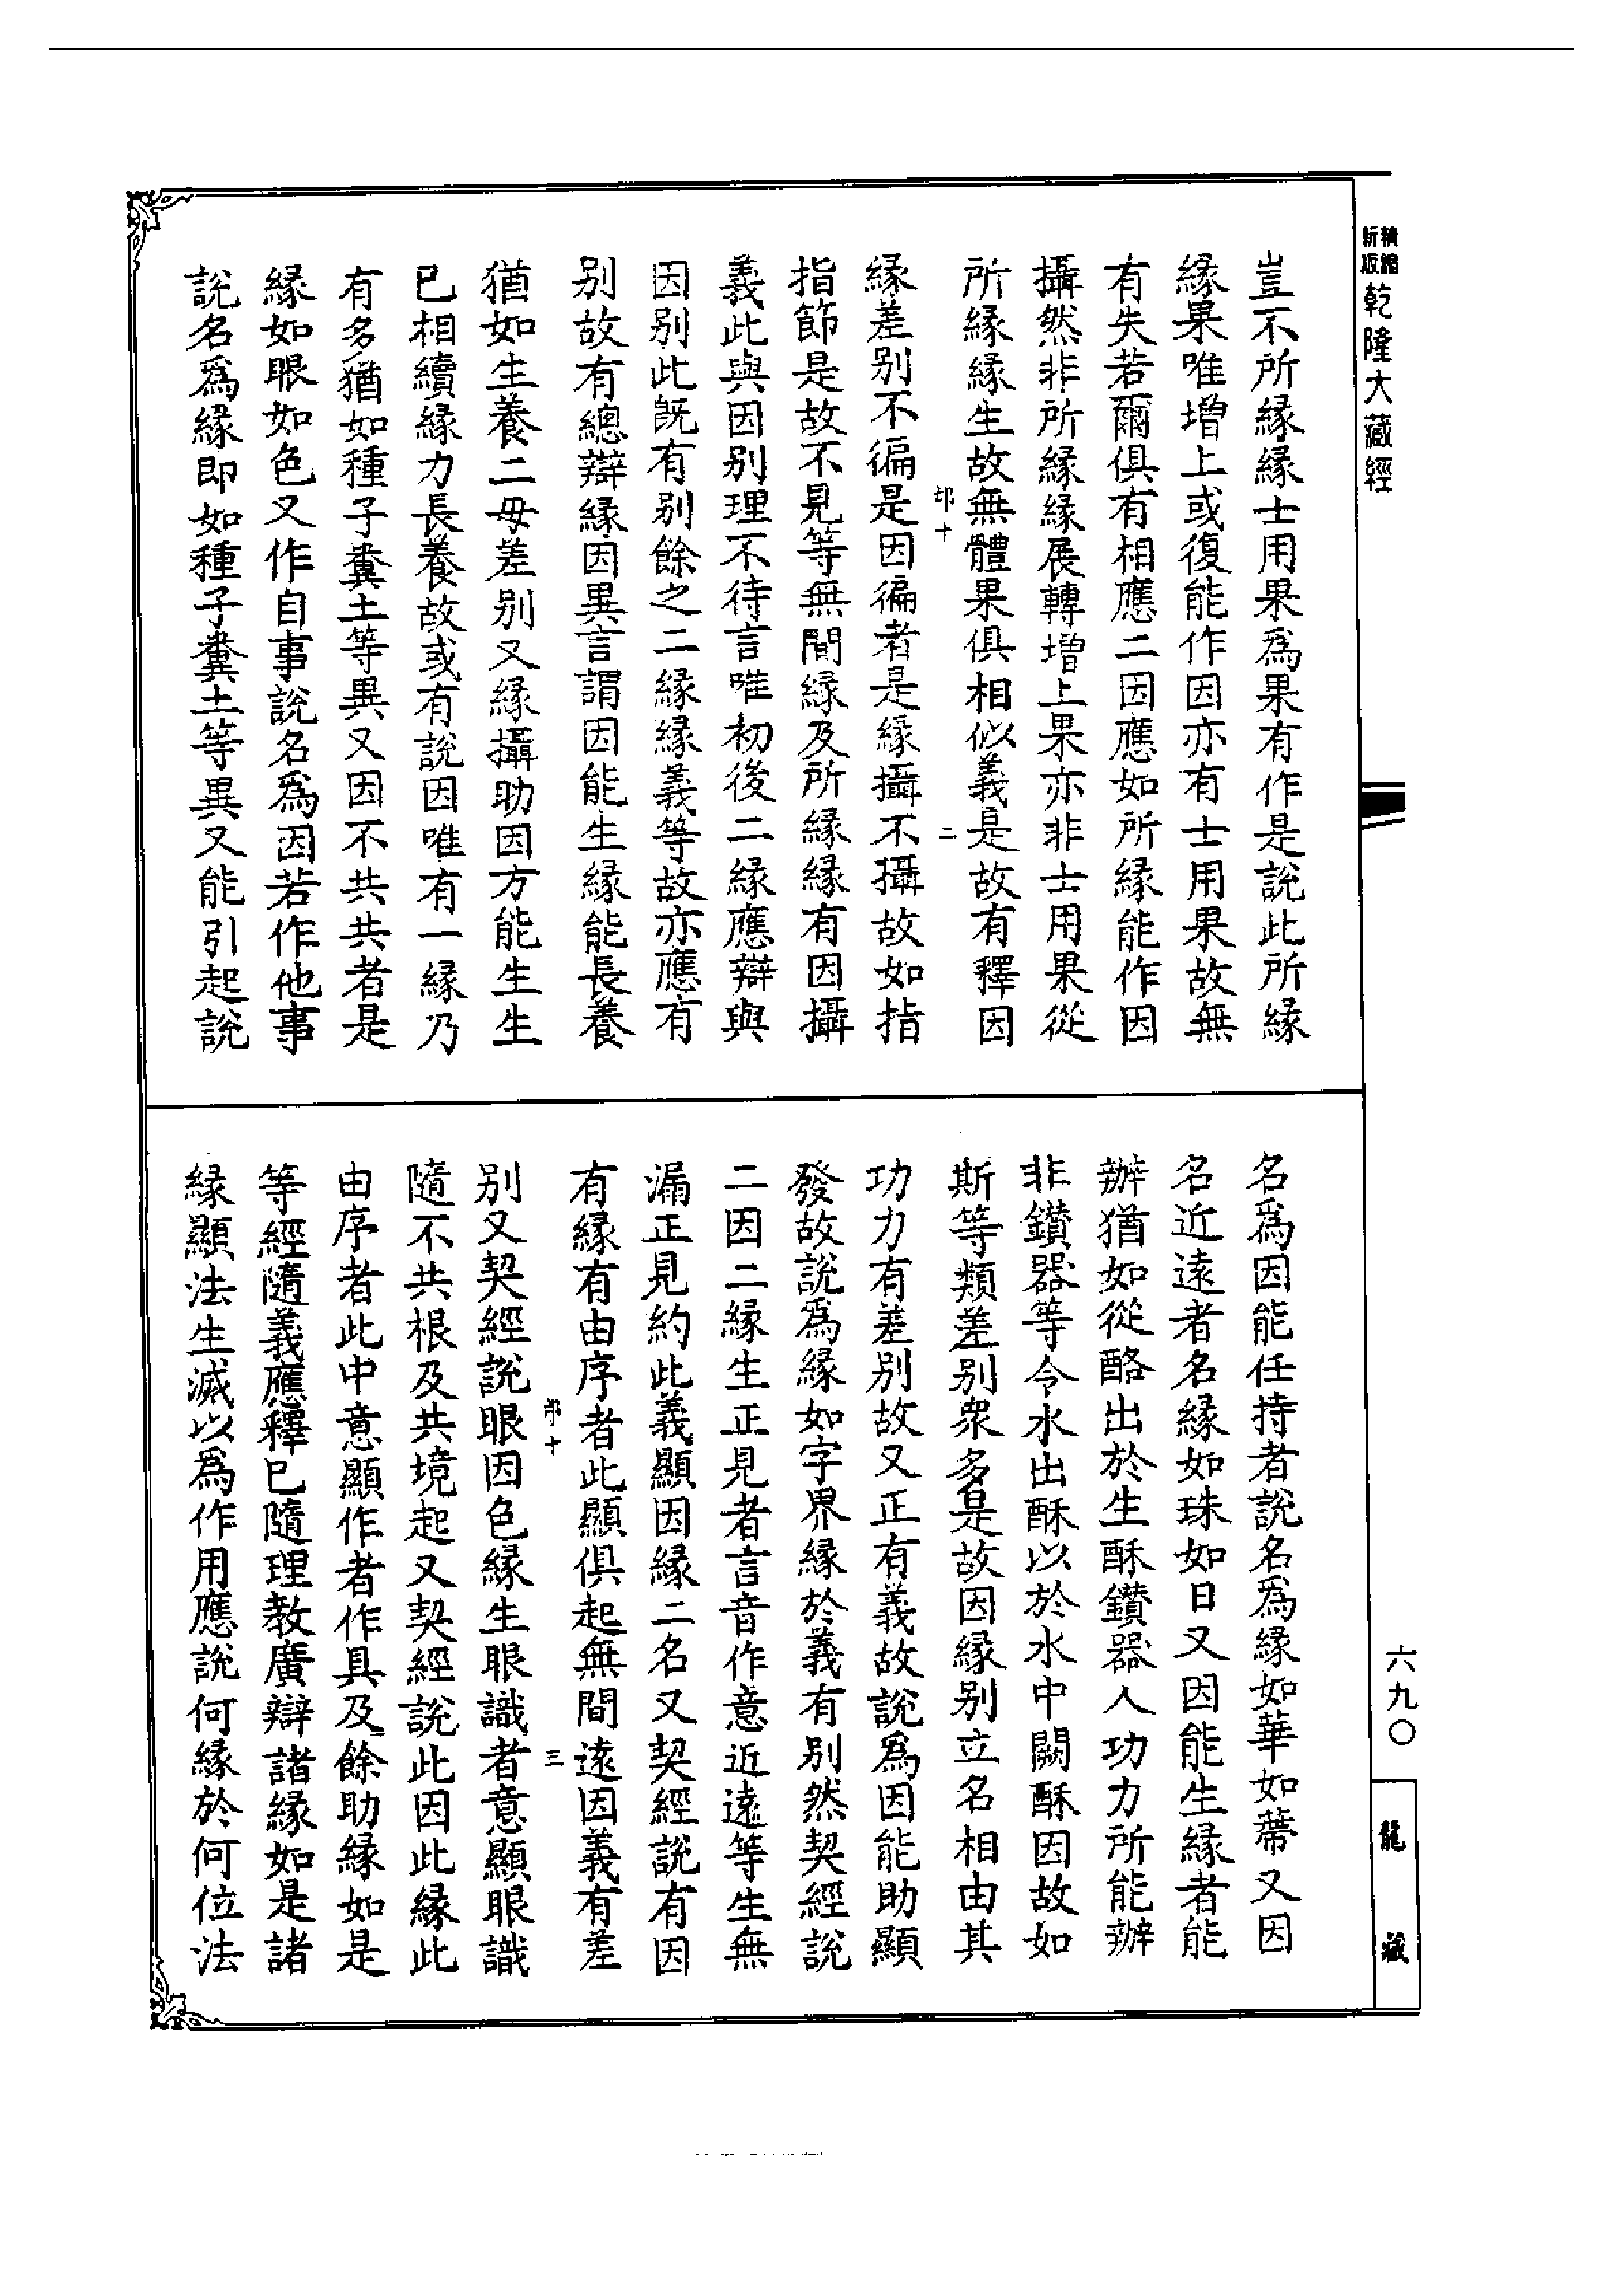 精縮
新版
乾隆大藏經
豈不所緣緣士用果爲果有作是說此所緣
緣果唯增上或復能作因亦有士用果故無
有失若爾俱有相應二因應如所緣能作因
攝然非所緣緣展轉增上果亦非士用果從
所緣緣生故無體果俱相似義是故有釋因
緣差別不徧是因徧者是緣攝不攝故如指
指節是故不見等無間緣及所緣緣有因攝
義此與因別理不待言唯初後二緣應辯與
因別此旣有別餘之二緣緣義等故亦應有
別故有總辯緣因異言謂因能生緣能長養
猶如生養二毋差別又緣攝助因方能生生
已相續緣力長養故或有說因唯有一緣乃
有多猶如種子糞土等異又因不共共者是
緣如眼如色又作自事說名爲因若作他事
說名爲緣即如種子糞土等異又能引起說
名爲因能任持者說名爲緣如華如蔕又因
名近遠者名緣如珠如日又因能生緣者能
辦猶如從酪出於生酥鑽器人功力所能辦
非鑽器等令水出酥以於水中闕酥因故如
斯等類差別衆多是故因緣別立名相由其
功力有差別故又正有義故說爲因能助顯
發故說爲緣如字界緣於義有別然契經說
二因二緣生正見者言音作意近遠等生無
漏正見約此義顯因緣二名又契經說有因
有緣有由序者此顯俱起無間遠因義有差
別又契經說眼因色緣生眼識者意顯眼識
隨不共根及共境起又契經說此因此緣此
由序者此中意顯作者作具及餘助緣如是
等經隨義應釋已隨理教廣辯諸緣如是諸
緣顯法生滅以爲作用應說何緣於何位法
十
二
十
三
六九〇
龍藏